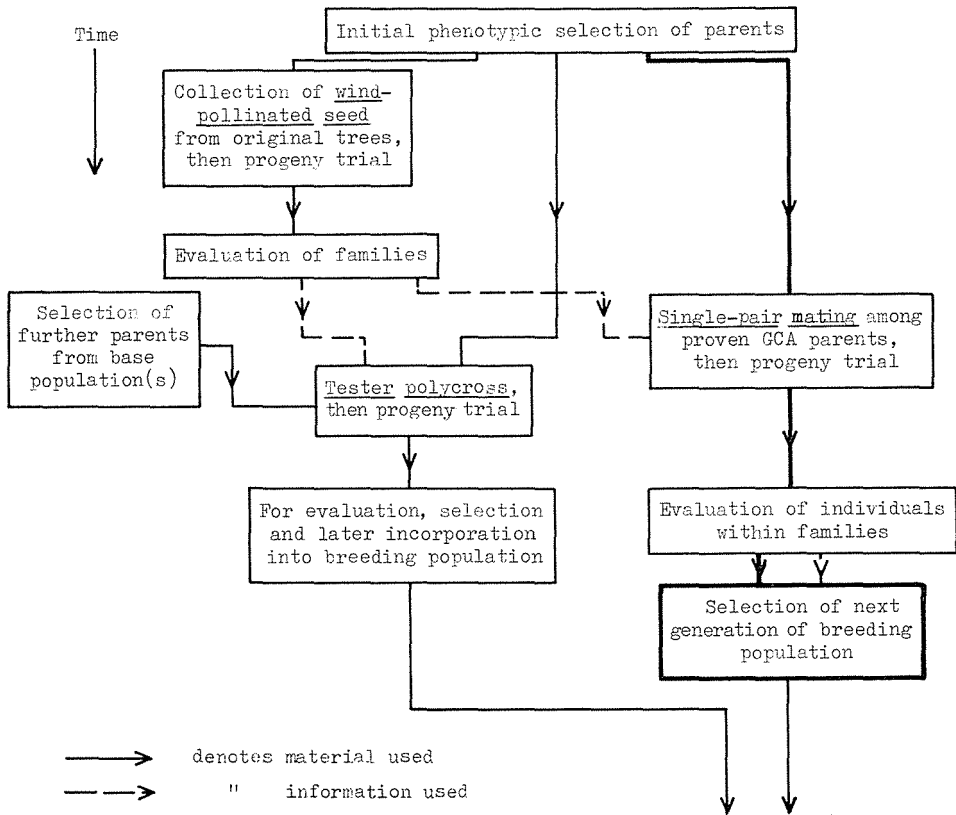 Time
Initial phenotypic selection of parents
Collection of wind-
pollinated seed
from original trees,
then progeny trial
Evaluation of families
Selection of
further parents
from base
population(s)
Single-pair mating among
proven GCA parents,
then progeny trial
Tester polycross,
then progeny trial
For evaluation, selection
and later incorporation
into breeding population
Evaluation of individuals
within families
Selection of next
generation of breeding
population
denotes material used
" information used